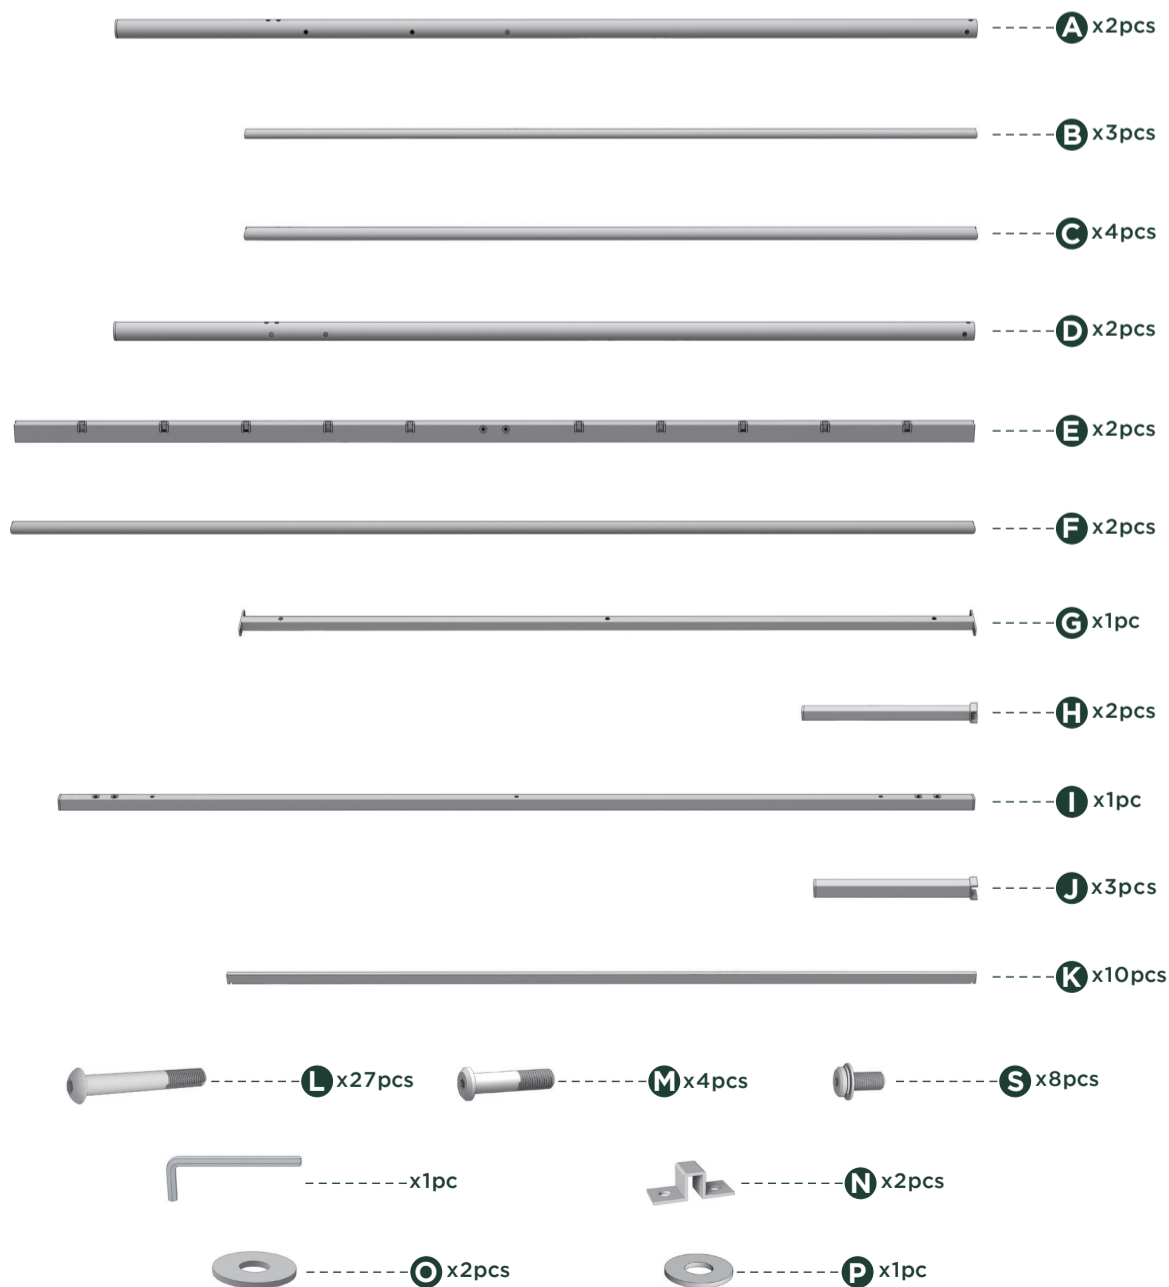 A x2pcs
B x3pcs
C x4pcs
D x2pcs
E x2pcs
F x2pcs
G x1pc
H x2pcs
I x1pc
J x3pcs
K x10pcs
L x27pcs M x4pcs S x8pcs
x1pc N x2pcs
O x2pcs P x1pc